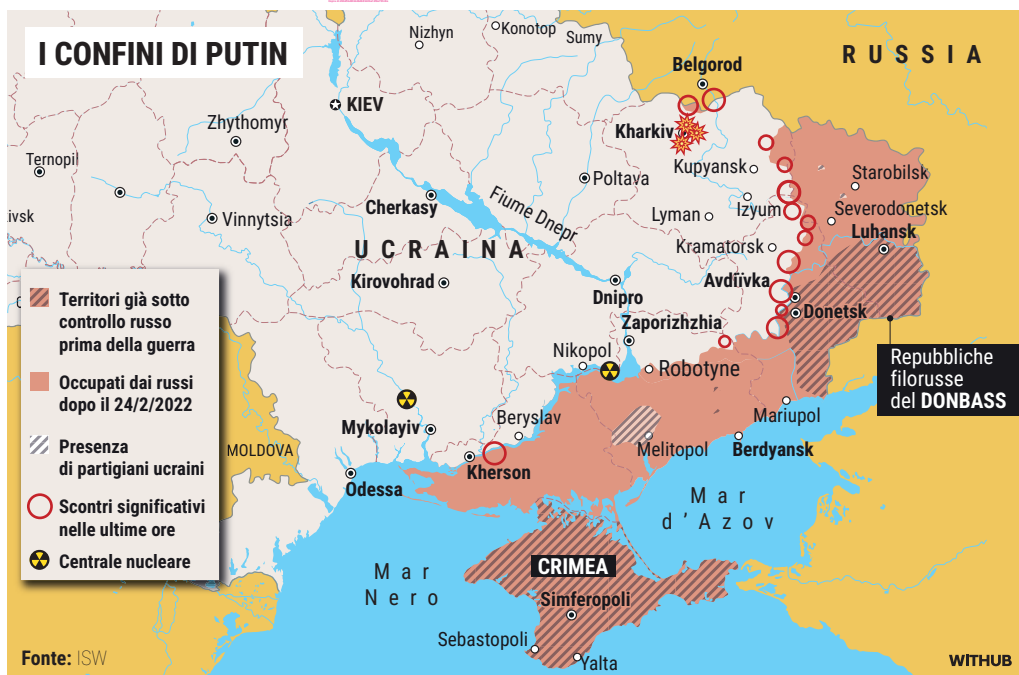 I CONFINI DI PUTIN
Nizhyn
Konotop
Sumy
RUSSIA
Belgorod
KIEV
Zhythomyr
Kharkiv
Ternopil
Kupyansk
Starobilsk
Poltava
ivsk
Vinnytsia
Cherkasy
Fiume Dnepr
Lyman
Izyum
Severodonetsk
UCRAINA
Kramatorsk
Luhansk
Kirovohrad
Dnipro
Avdiïvka
Donetsk
Zaporizhzhia
Nikopol
Robotyne
Repubbliche
filorusse
del DONBASS
Mykolayiv
Beryslav
Mariupol
MOLDOVA
Melitopol
Berdyansk
Kherson
Odessa
Mar
d'Azov
Mar
Nero
CRIMEA
Simferopoli
Sebastopoli
Yalta
Territori già sotto
controllo russo
prima della guerra
Occupati dai russi
dopo il 24/2/2022
Presenza
di partigiani ucraini
Scontri significativi
nelle ultime ore
Centrale nucleare
Fonte: ISW
WITHUB